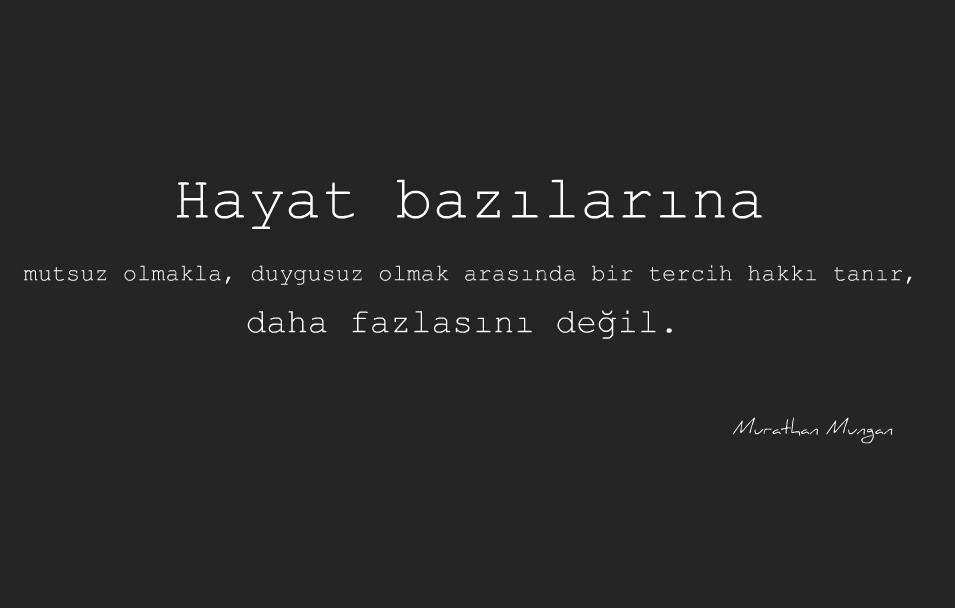 Hayat bazılarına
mutsuz olmakla, duygusuz olmak arasında bir tercih hakkı tanır,
daha fazlasını değil.
Murathan Mungan